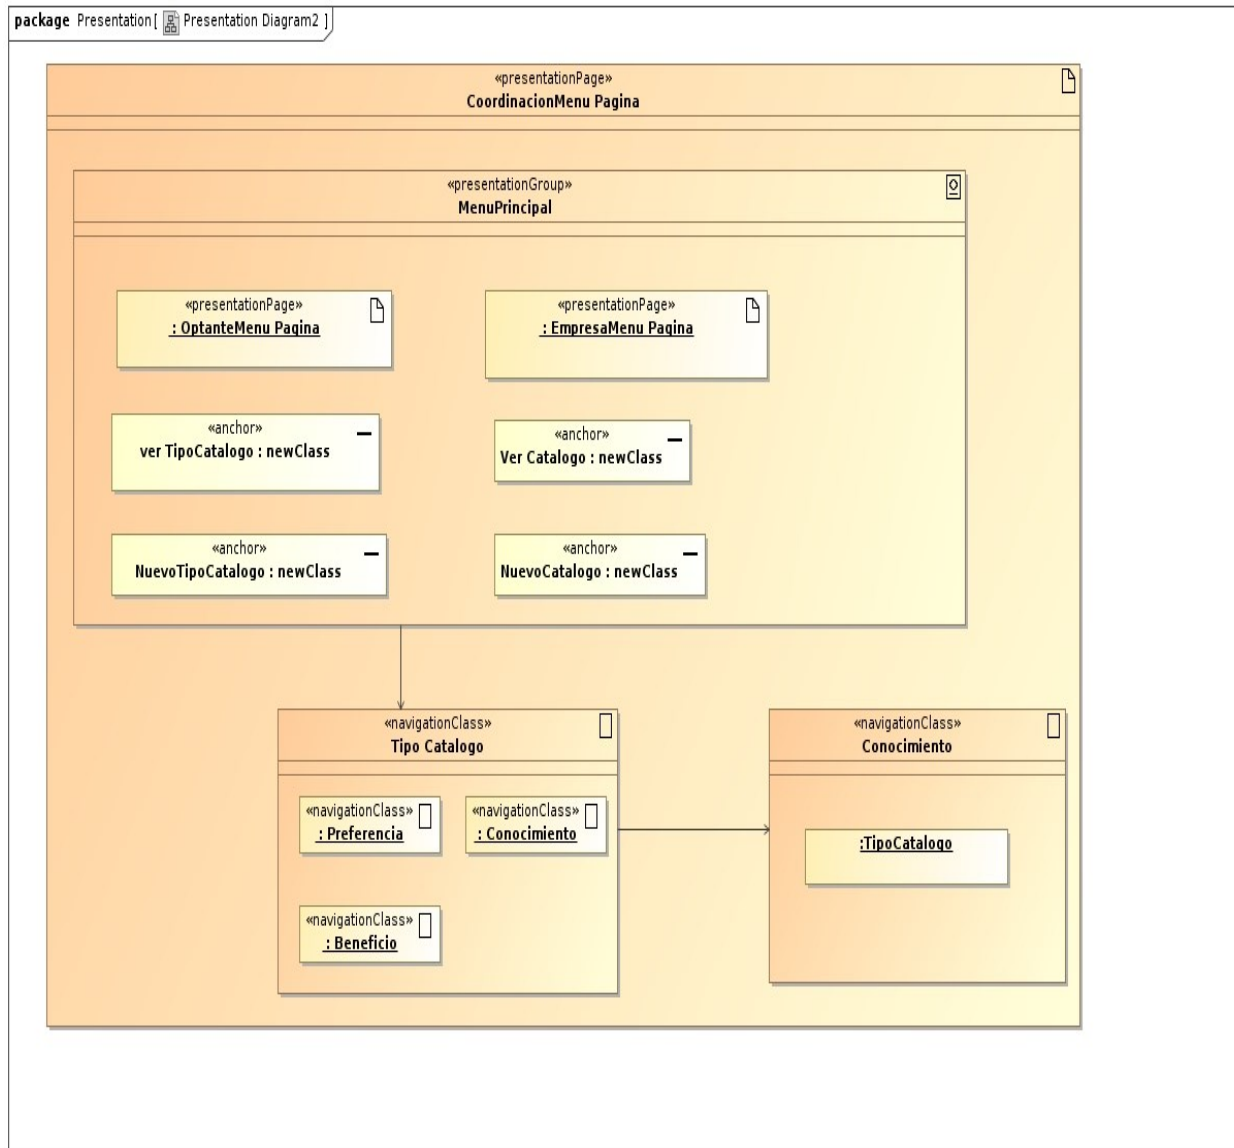 package Presentation [ Presentation Diagram2 ]
«presentationPage»
CoordinacionMenu Pagina
«presentationGroup»
MenuPrincipal
«presentationPage»
: OptanteMenu Pagina
«presentationPage»
: EmpresaMenu Pagina
«anchor»
ver TipoCatalogo : newClass
«anchor»
Ver Catalogo : newClass
«anchor»
NuevoTipoCatalogo : newClass
«anchor»
NuevoCatalogo : newClass
«navigationClass»
Tipo Catalogo
«navigationClass»
: Preferencia
«navigationClass»
: Conocimiento
«navigationClass»
: Beneficio
«navigationClass»
Conocimiento
:TipoCatalogo